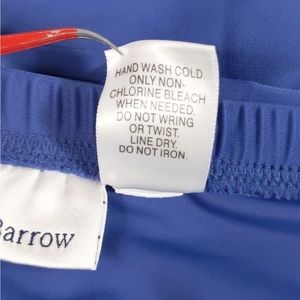 HAND WASH COLD.
ONLY NON-
CHLORINE BLEACH
WHEN NEEDED.
DO NOT WRING
OR TWIST.
LINE DRY.
DO NOT IRON.
Barrow